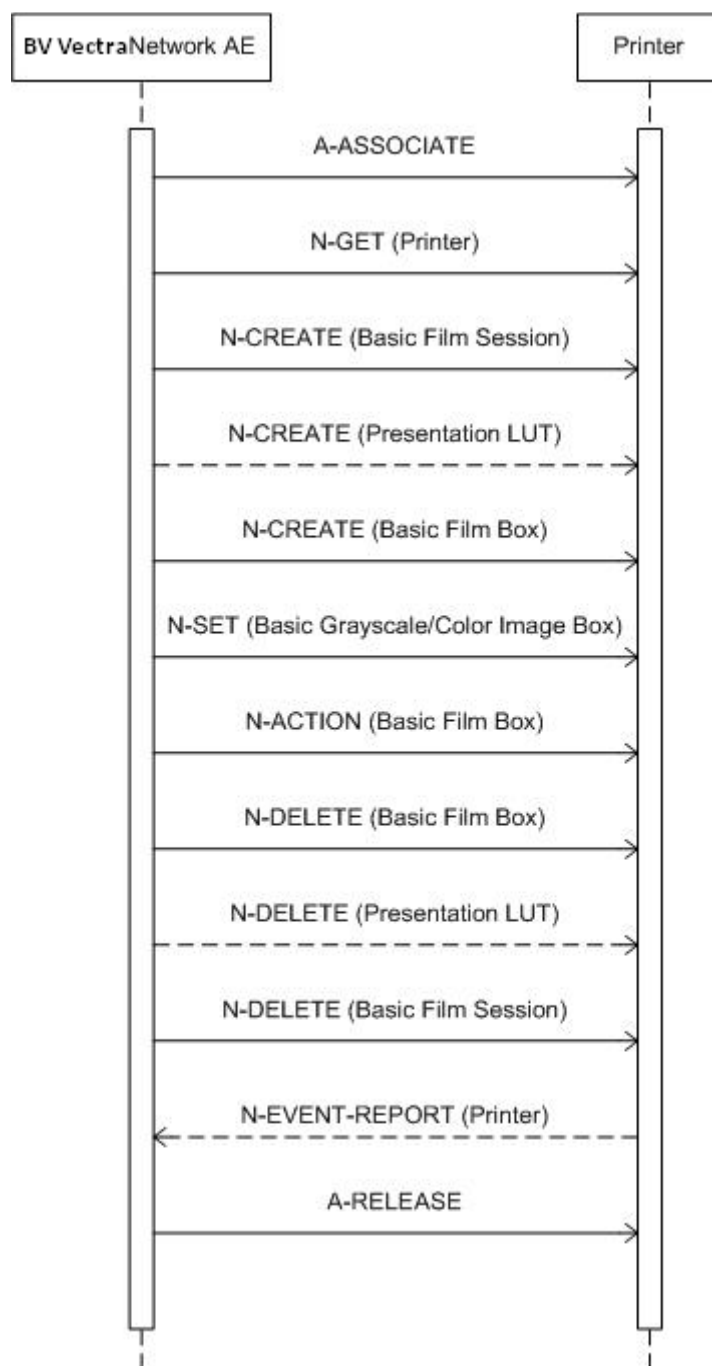 BV VectraNetwork AE
Printer
A-ASSOCIATE
N-GET (Printer)
N-CREATE (Basic Film Session)
N-CREATE (Presentation LUT)
N-CREATE (Basic Film Box)
N-SET (Basic Grayscale/Color Image Box)
N-ACTION (Basic Film Box)
N-DELETE (Basic Film Box)
N-DELETE (Presentation LUT)
N-DELETE (Basic Film Session)
N-EVENT-REPORT (Printer)
A-RELEASE